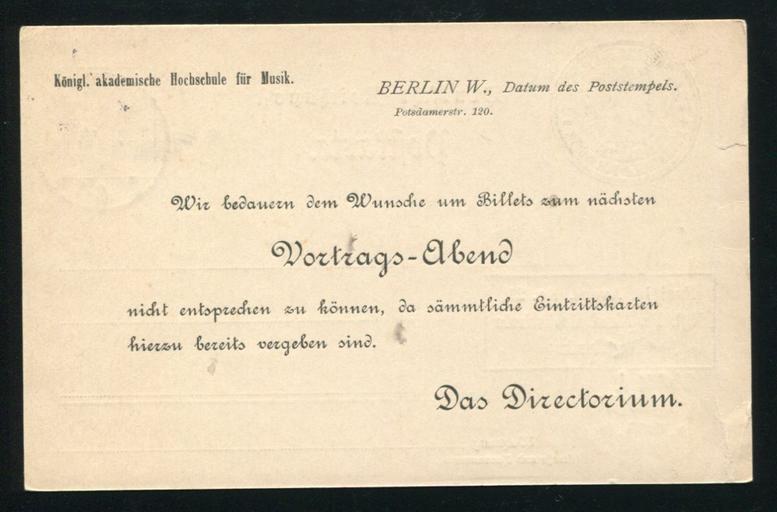 Königl. akademische Hochschule für Musik.
BERLIN W., Datum des Poststempels.
Potsdamerstr. 120.
Wir bedauern dem Wunsche um Billets zum nächsten
Vortrags-Abend
nicht entsprechen zu können, da sämmtliche Eintrittskarten
hierzu bereits vergeben sind.
Das Directorium.